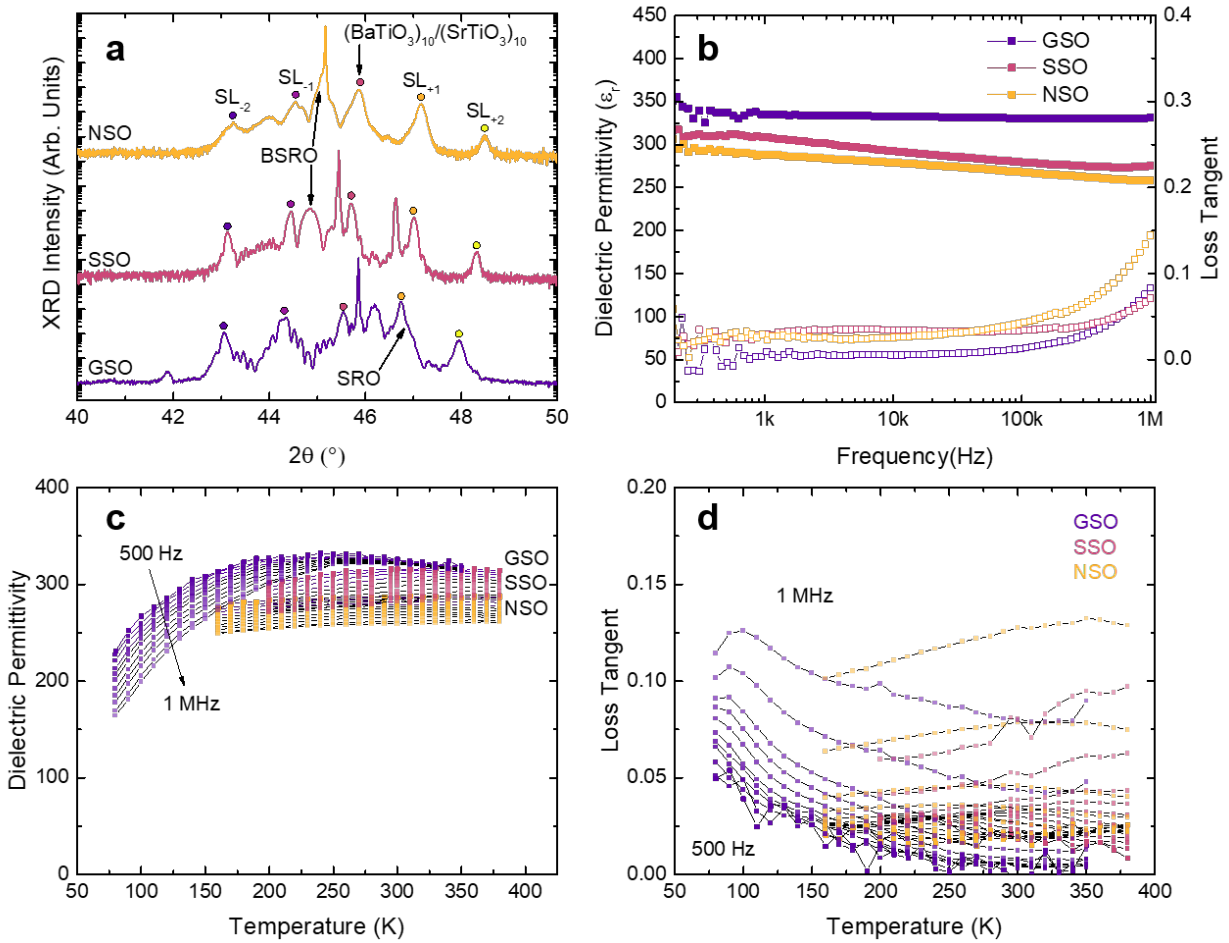 a
(BaTiO3)10/(SrTiO3)10
SL-2
SL-1
SL+1
SL+2
NSO
BSRO
SSO
GSO
SRO
XRD Intensity (Arb. Units)
40 42 44 46 48 50
2θ (°)
b
GSO
SSO
NSO
450
400
350
300
250
200
150
100
50
0
Dielectric Permittivity (εr)
0.4
0.3
0.2
0.1
0.0
Loss Tangent
1k 10k 100k 1M
Frequency(Hz)
c
400
300
200
100
0
Dielectric Permittivity
500 Hz
1 MHz
GSO
SSO
NSO
50 100 150 200 250 300 350 400
Temperature (K)
d
GSO
SSO
NSO
0.20
0.15
0.10
0.05
0.00
Loss Tangent
1 MHz
500 Hz
50 100 150 200 250 300 350 400
Temperature (K)